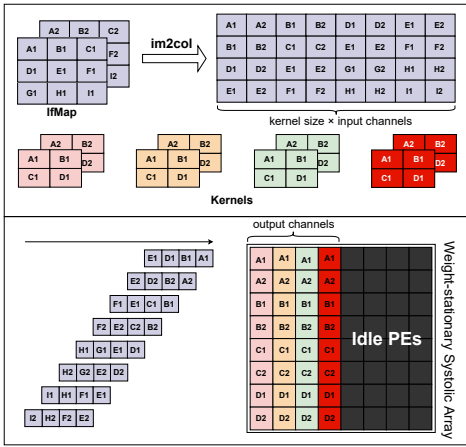 A2 B2 C2
A1 B1 C1
F2
D1 E1 F1
I2
G1 H1 I1
IfMap
im2col
A1 A2 B1 B2 D1 D2 E1 E2
B1 B2 C1 C2 E1 E2 F1 F2
D1 D2 E1 E2 G1 G2 H1 H2
E1 E2 F1 F2 H1 H2 I1 I2
kernel size × input channels
A2 B2 A2 B2 A2 B2 A2 B2
A1 B1 D2 A1 B1 D2 A1 B1 D2 A1 B1 D2
C1 D1 C1 D1 C1 D1 C1 D1
Kernels
output channels
E1 D1 B1 A1
E2 D2 B2 A2
F1 E1 C1 B1
F2 E2 C2 B2
H1 G1 E1 D1
H2 G2 E2 D2
I1 H1 F1 E1
I2 H2 F2 E2
A1 A1 A1 A1
A2 A2 A2 A2
B1 B1 B1 B1
B2 B2 B2 B2
C1 C1 C1 C1
C2 C2 C2 C2
D1 D1 D1 D1
D2 D2 D2 D2
Idle PEs
Weight-stationary Systolic Array